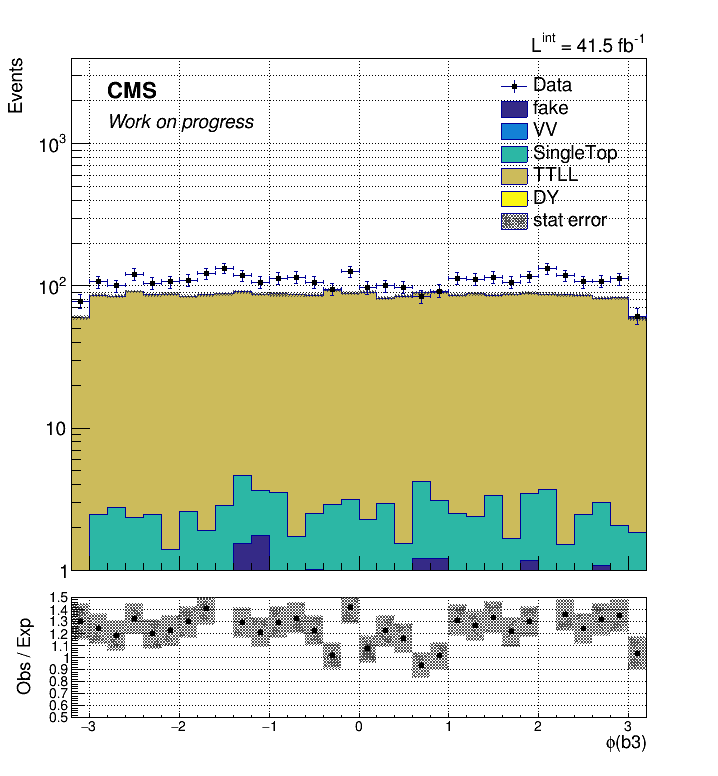 L^int = 41.5 fb^-1
Events
CMS
Work on progress
Data
fake
VV
SingleTop
TTLL
DY
stat error
10^3
10^2
10
1
Obs / Exp
1.5
1.4
1.3
1.2
1.1
1
0.9
0.8
0.7
0.6
0.5
−3 −2 −1 0 1 2 3
ϕ(b3)